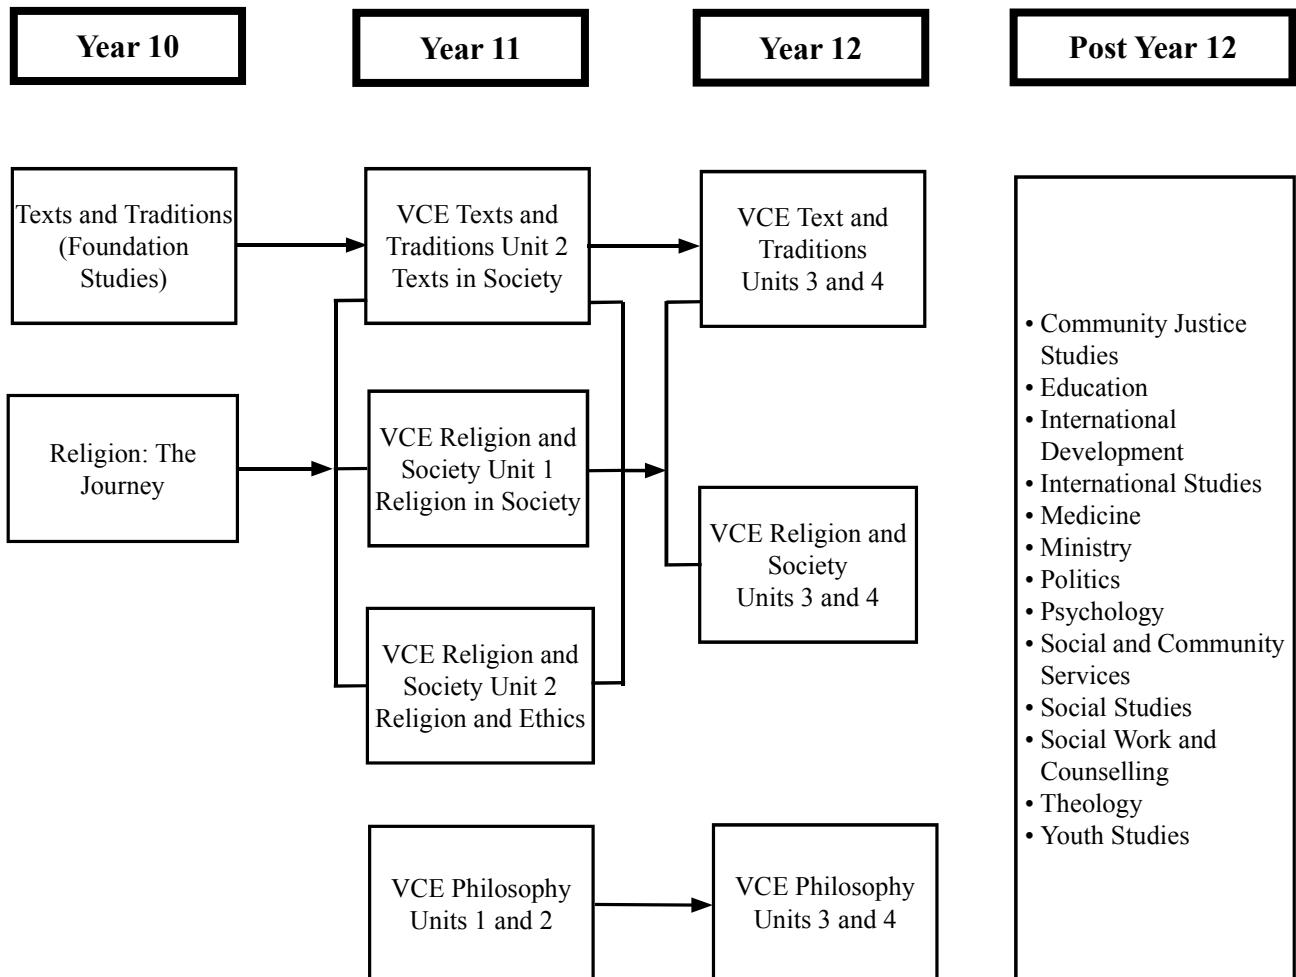 Year 10
Year 11
Year 12
Post Year 12
Texts and Traditions
(Foundation
Studies)
VCE Texts and
Traditions Unit 2
Texts in Society
VCE Text and
Traditions
Units 3 and 4
Religion: The
Journey
VCE Religion and
Society Unit 1
Religion in Society
VCE Religion and
Society
Units 3 and 4
VCE Religion and
Society Unit 2
Religion and Ethics
VCE Philosophy
Units 1 and 2
VCE Philosophy
Units 3 and 4
• Community Justice
Studies
• Education
• International
Development
• International Studies
• Medicine
• Ministry
• Politics
• Psychology
• Social and Community
Services
• Social Studies
• Social Work and
Counselling
• Theology
• Youth Studies